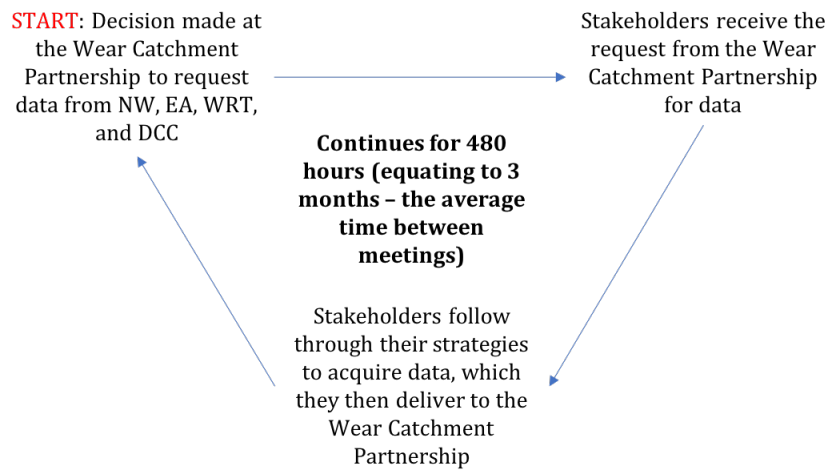 START: Decision made at
the Wear Catchment
Partnership to request
data from NW, EA, WRT,
and DCC
Stakeholders receive the
request from the Wear
Catchment Partnership
for data
Continues for 480
hours (equating to 3
months – the average
time between
meetings)
Stakeholders follow
through their strategies
to acquire data, which
they then deliver to the
Wear Catchment
Partnership